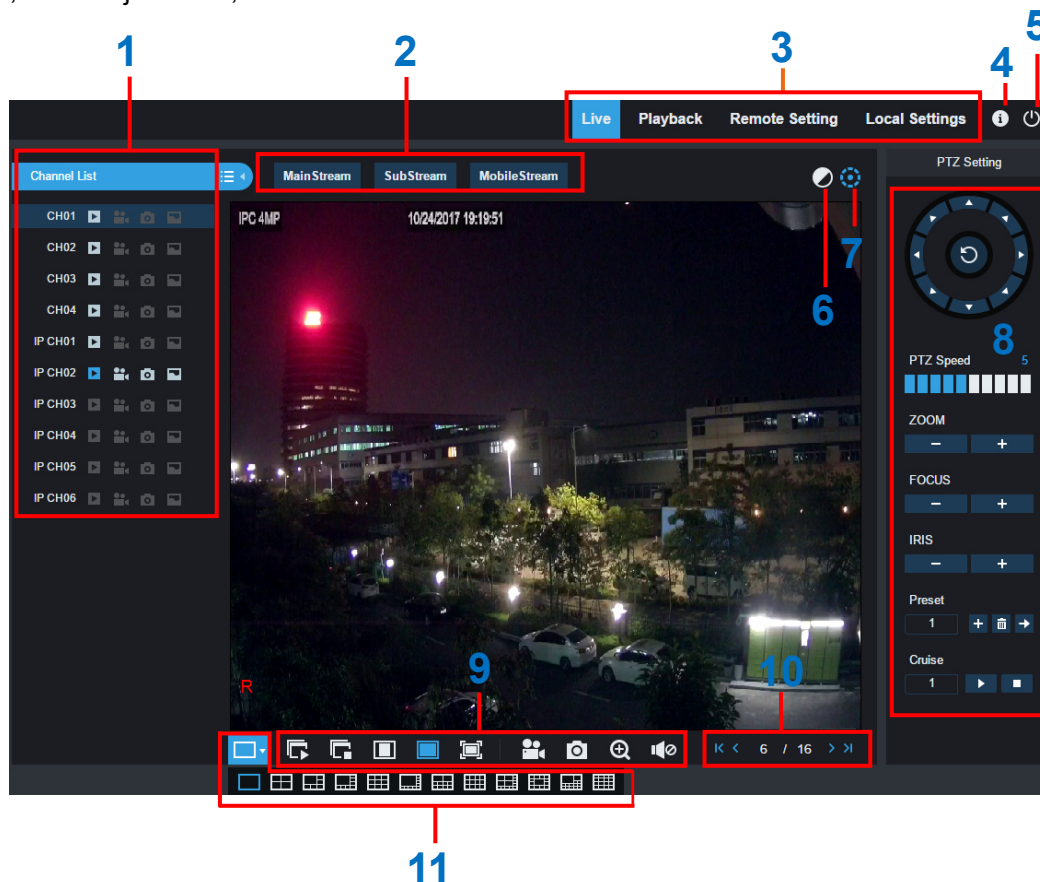 1
2
3
4
5
Live Playback Remote Setting Local Settings
Channel List
MainStream SubStream MobileStream
PTZ Setting
CH01
CH02
CH03
CH04
IP CH01
IP CH02
IP CH03
IP CH04
IP CH05
IP CH06
IPC 4MP 10/24/2017 19:19:51
6
7
8
PTZ Speed 5
ZOOM
- +
FOCUS
- +
IRIS
- +
Preset
1
Cruise
1
R
9
10
6 / 16
11